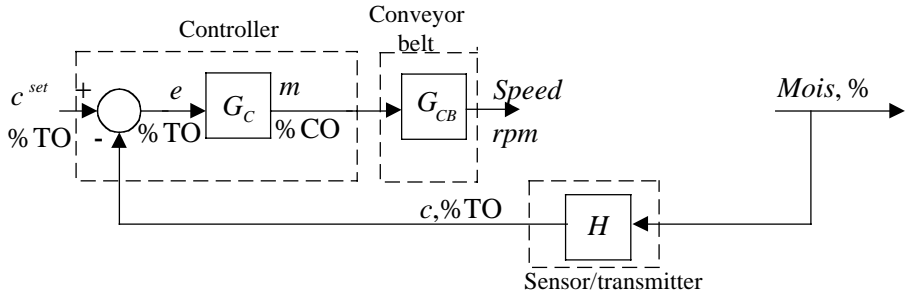 Controller
Conveyor
belt
c set
+
e
G_C
m
G_CB
Speed
Mois, %
% TO
-
% TO
% CO
rpm
c,%TO
H
Sensor/transmitter